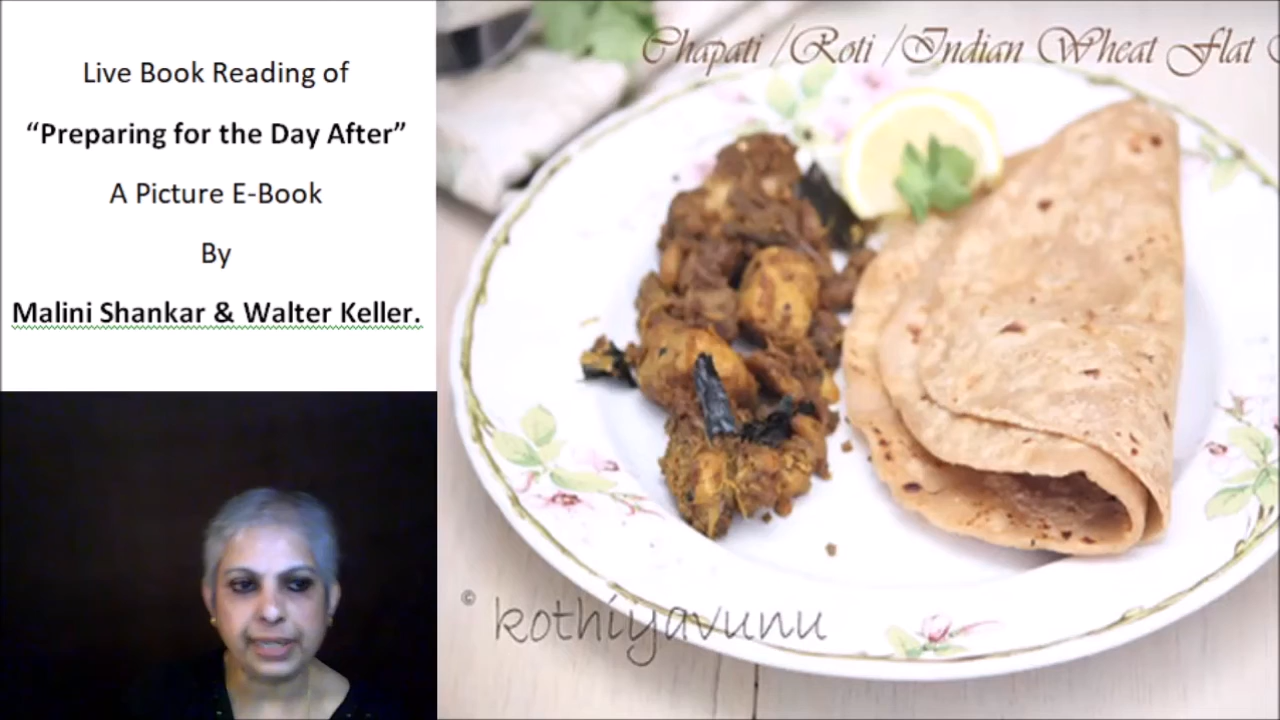 Live Book Reading of
“Preparing for the Day After”
A Picture E-Book
By
Malini Shankar & Walter Keller.
Chapati /Roti /Indian Wheat Flat
© kothiyavunu